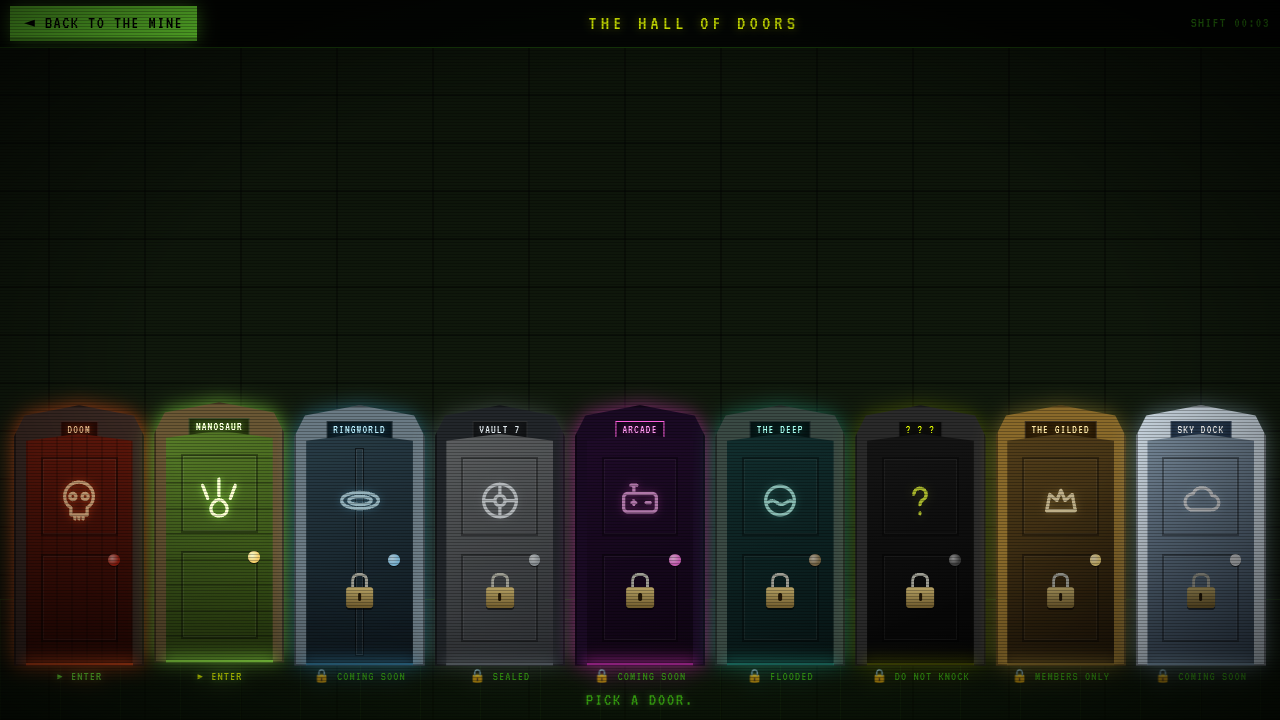 ◄ BACK TO THE MINE
THE HALL OF DOORS
SHIFT 00:03
DOOM
NANOSAUR
RINGWORLD
VAULT 7
ARCADE
THE DEEP
? ? ?
THE GILDED
SKY DOCK
?
► ENTER
► ENTER
COMING SOON
SEALED
COMING SOON
FLOODED
DO NOT KNOCK
MEMBERS ONLY
COMING SOON
PICK A DOOR.